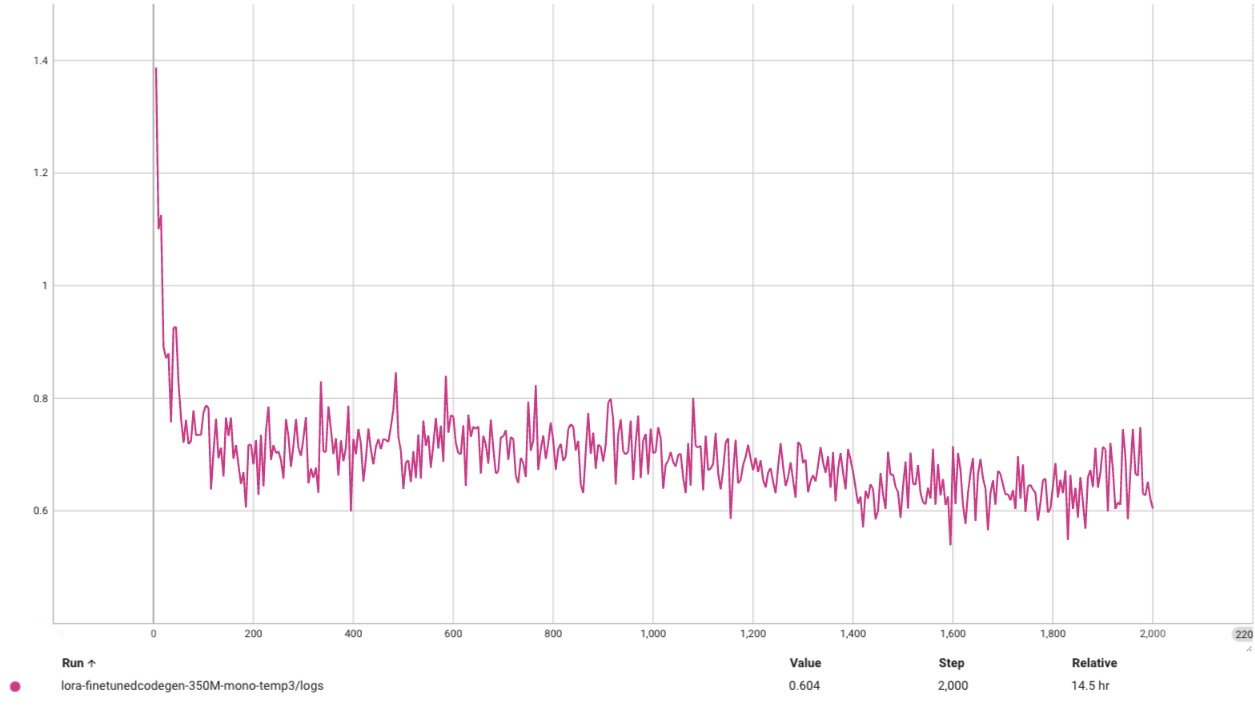 1.4
1.2
1
0.8
0.6
0 200 400 600 800 1,000 1,200 1,400 1,600 1,800 2,000 220
Run ↑ Value Step Relative
lora-finetunedcodegen-350M-mono-temp3/logs 0.604 2,000 14.5 hr